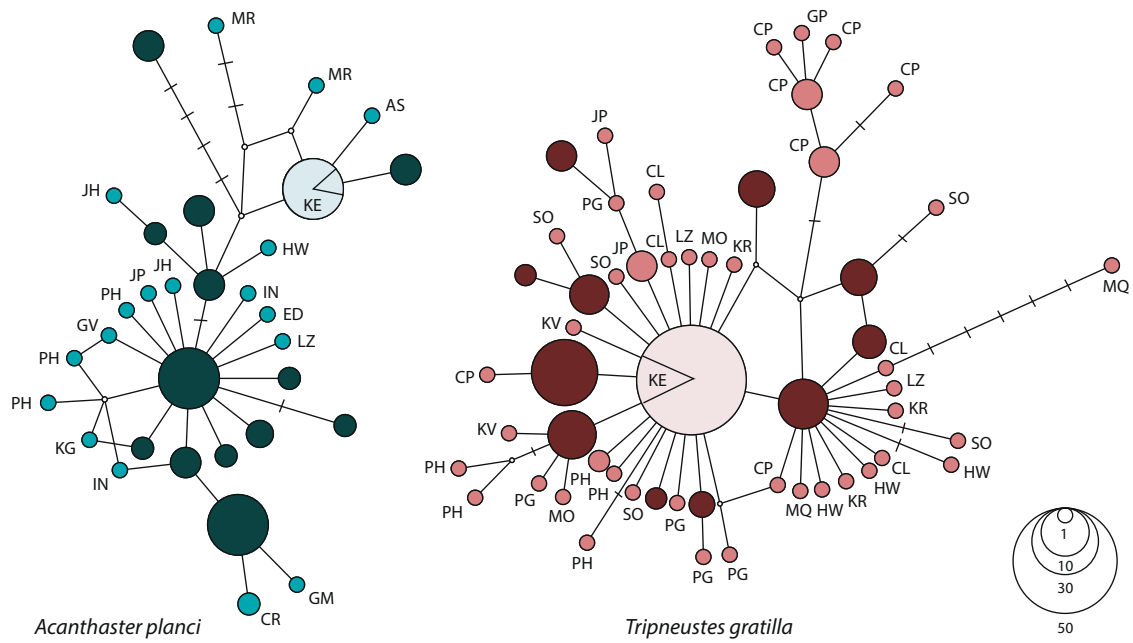 MR
MR
AS
KE
JH
HW
JP
JH
PH
IN
GV
ED
LZ
PH
PH
KG
IN
GM
CR
Acanthaster planci
CP
GP
CP
CP
CP
CP
JP
PG
CL
SO
SO
JP
CL
LZ
MO
KR
SO
MQ
KV
CP
KE
CL
LZ
KR
SO
HW
KV
PH
PH
PG
MO
PH
PH
SO
PG
CP
MQ
HW
KR
HW
CL
PH
PG
PG
Tripneustes gratilla
1
10
30
50